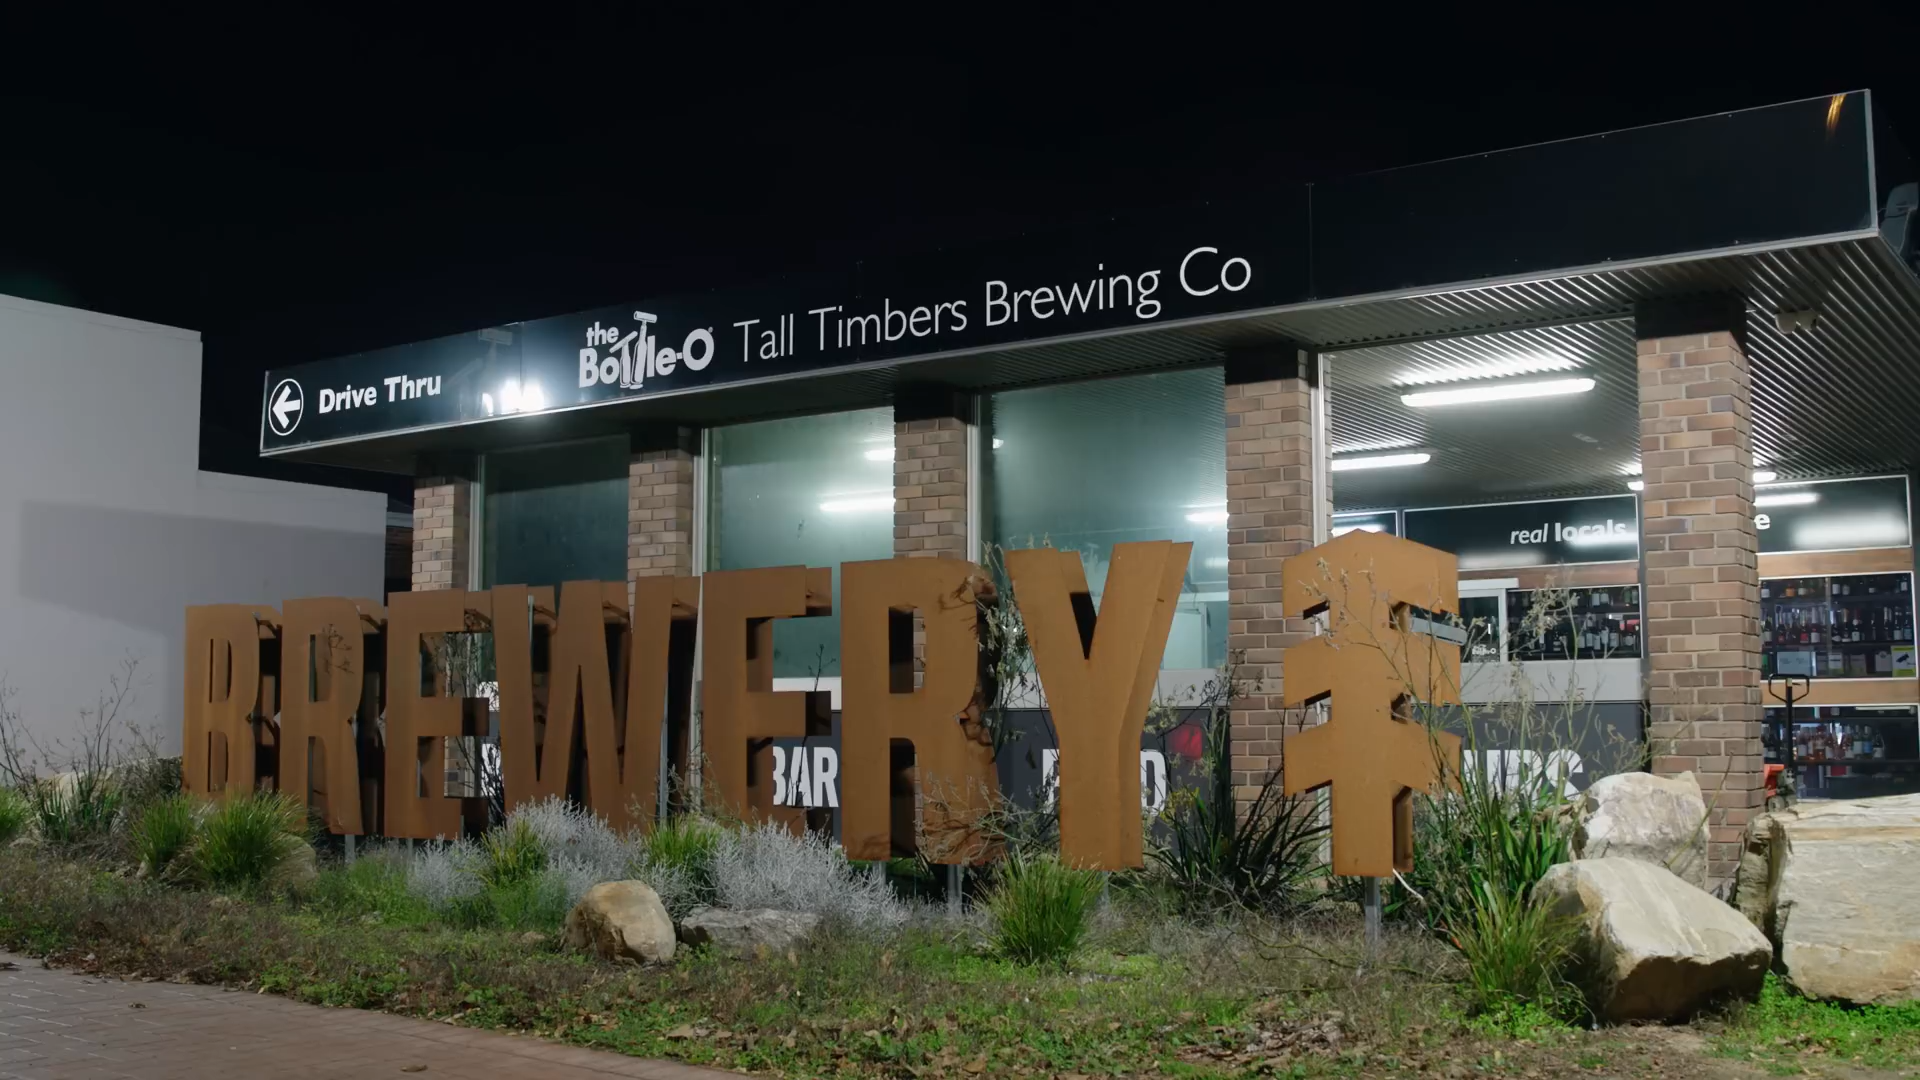 Drive Thru
the Bottle-O®
Tall Timbers Brewing Co
real locals
BREWERY
BAR